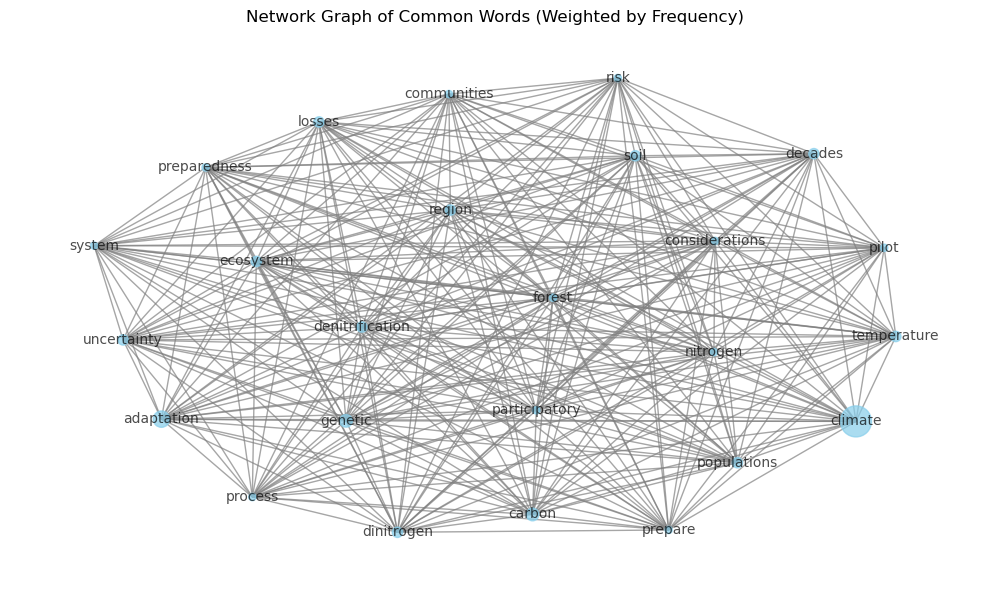 Network Graph of Common Words (Weighted by Frequency)
risk
communities
losses
soil
decades
preparedness
region
considerations
system
pilot
ecosystem
forest
denitrification
temperature
uncertainty
nitrogen
participatory
adaptation
genetic
climate
populations
process
carbon
dinitrogen
prepare